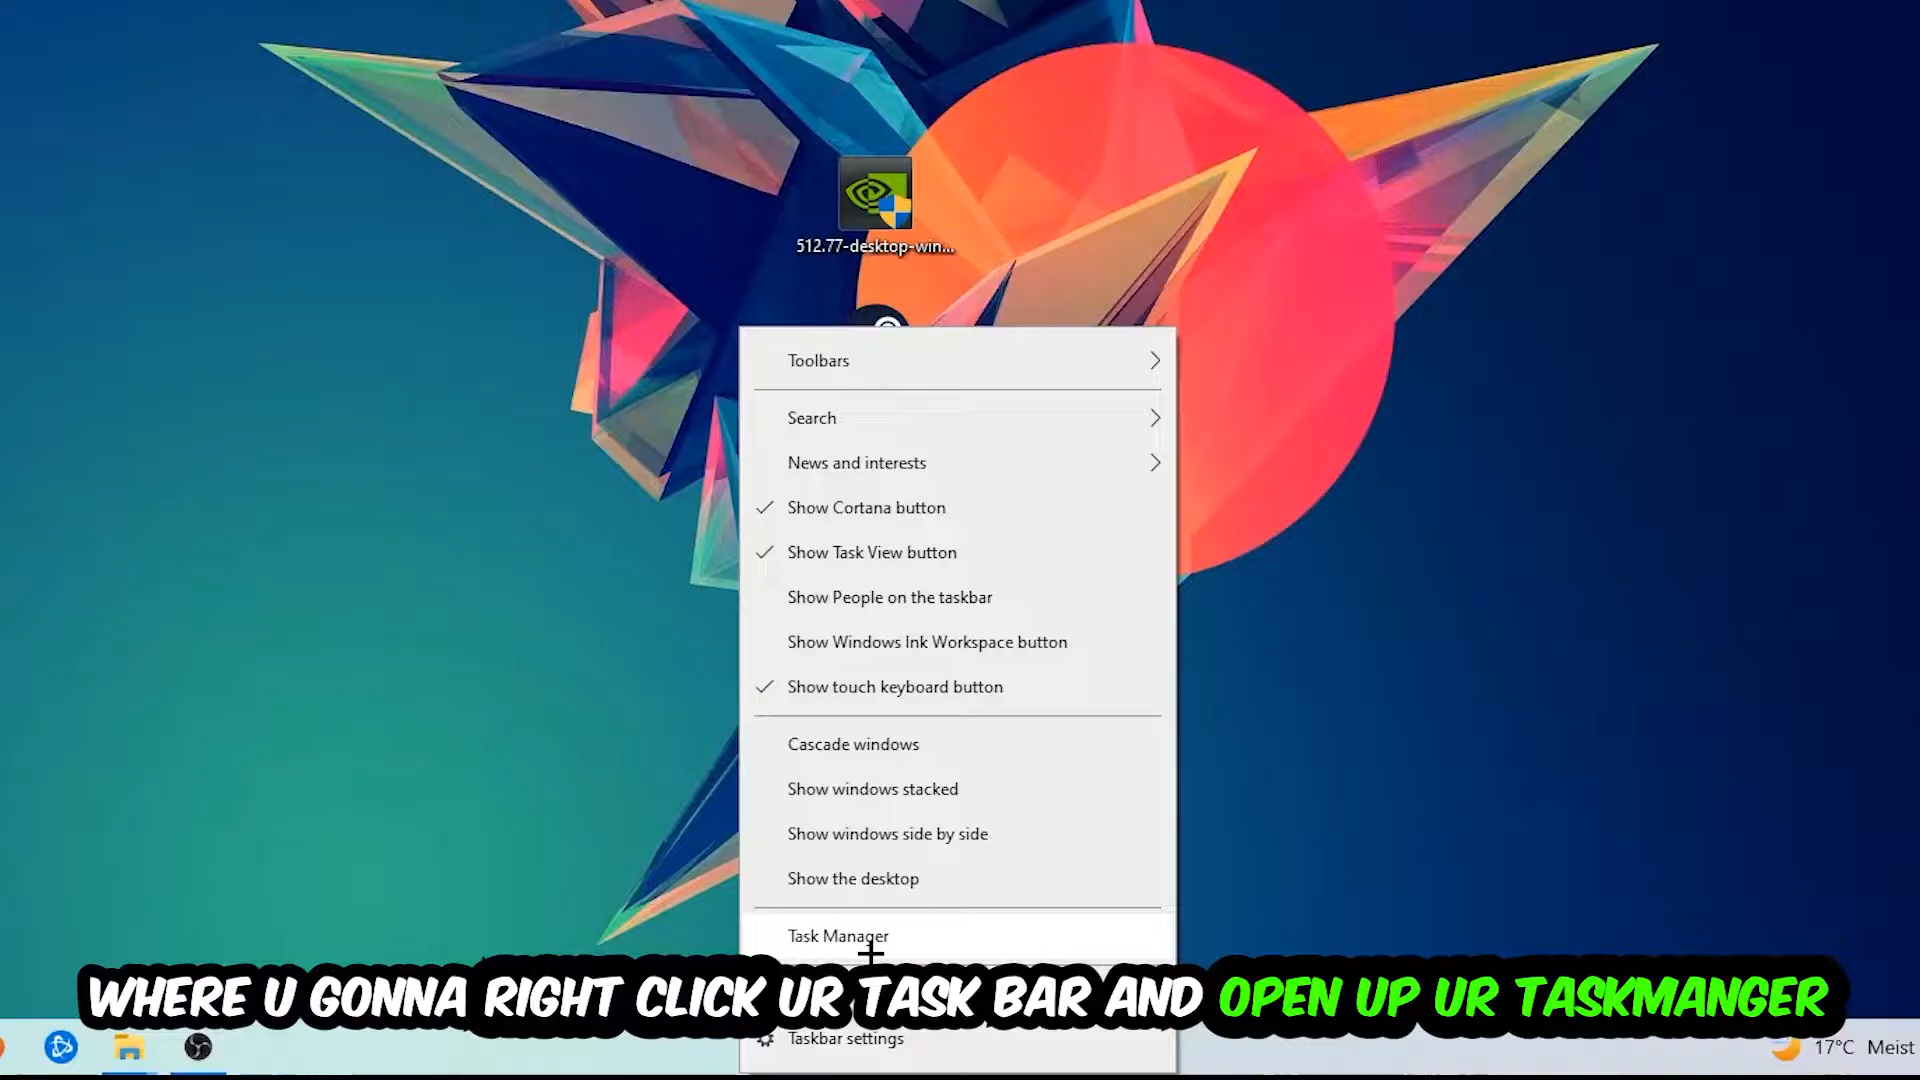 512.77-desktop-win...
Toolbars
Search
News and interests
Show Cortana button
Show Task View button
Show People on the taskbar
Show Windows Ink Workspace button
Show touch keyboard button
Cascade windows
Show windows stacked
Show windows side by side
Show the desktop
Task Manager
WHERE U GONNA RIGHT CLICK UR TASK BAR AND OPEN UP UR TASKMANGER
Taskbar settings
17°C Meist